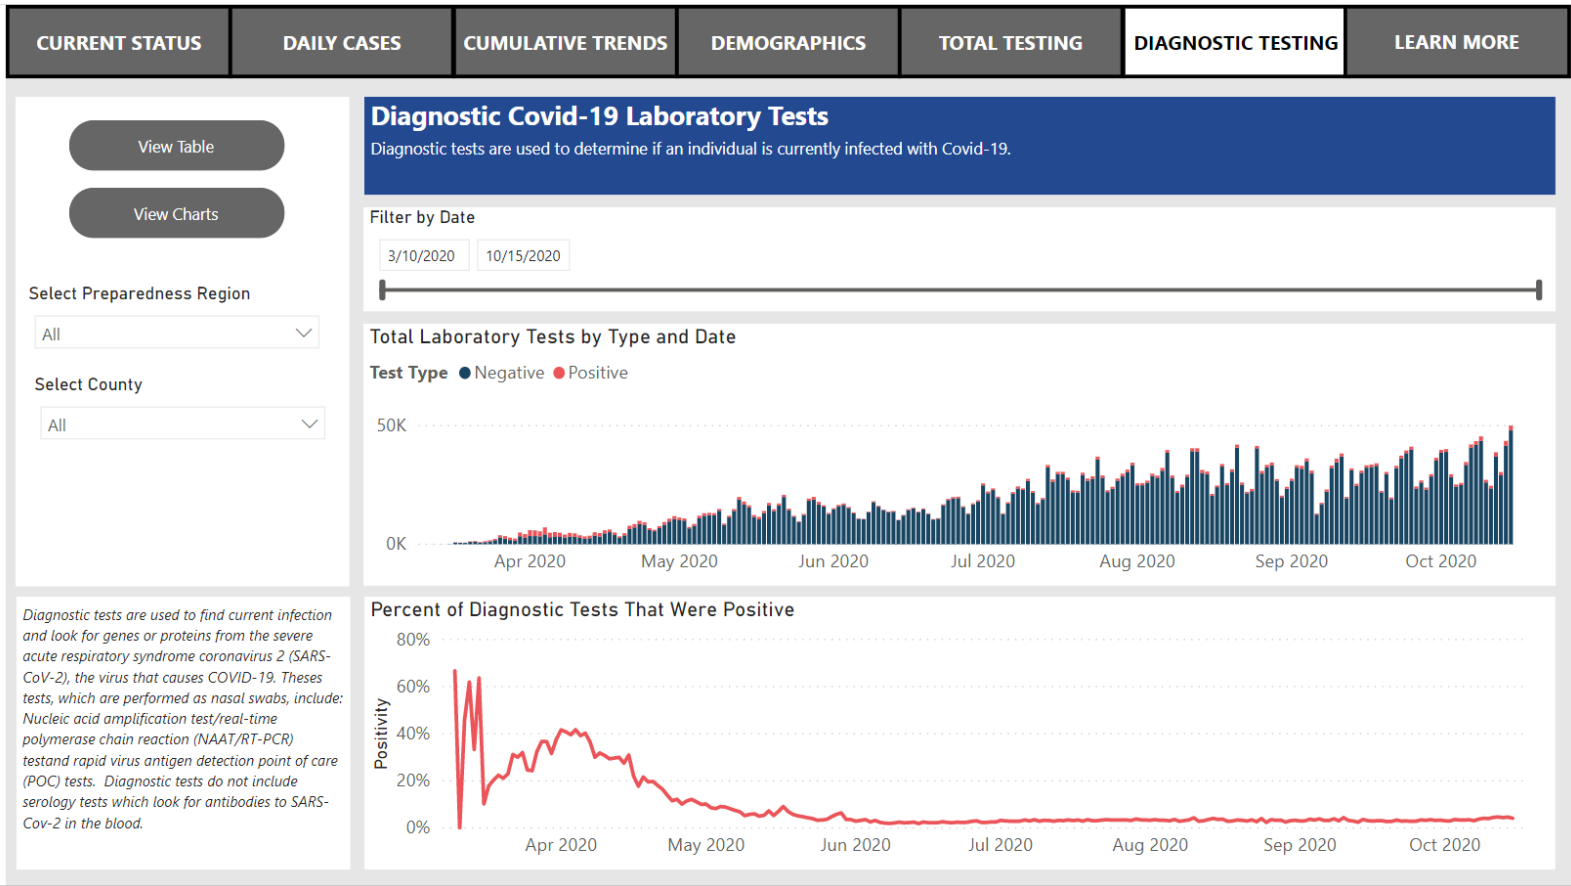 CURRENT STATUS
DAILY CASES
CUMULATIVE TRENDS
DEMOGRAPHICS
TOTAL TESTING
DIAGNOSTIC TESTING
LEARN MORE
View Table
View Charts
Select Preparedness Region
All
Select County
All
Diagnostic tests are used to find current infection
and look for genes or proteins from the severe
acute respiratory syndrome coronavirus 2 (SARS-
CoV-2), the virus that causes COVID-19. Theses
tests, which are performed as nasal swabs, include:
Nucleic acid amplification test/real-time
polymerase chain reaction (NAAT/RT-PCR)
testand rapid virus antigen detection point of care
(POC) tests.  Diagnostic tests do not include
serology tests which look for antibodies to SARS-
Cov-2 in the blood.
Diagnostic Covid-19 Laboratory Tests
Diagnostic tests are used to determine if an individual is currently infected with Covid-19.
Filter by Date
3/10/2020 10/15/2020
Total Laboratory Tests by Type and Date
Test Type Negative Positive
50K
0K
Apr 2020 May 2020 Jun 2020 Jul 2020 Aug 2020 Sep 2020 Oct 2020
Percent of Diagnostic Tests That Were Positive
Positivity
80%
60%
40%
20%
0%
Apr 2020 May 2020 Jun 2020 Jul 2020 Aug 2020 Sep 2020 Oct 2020